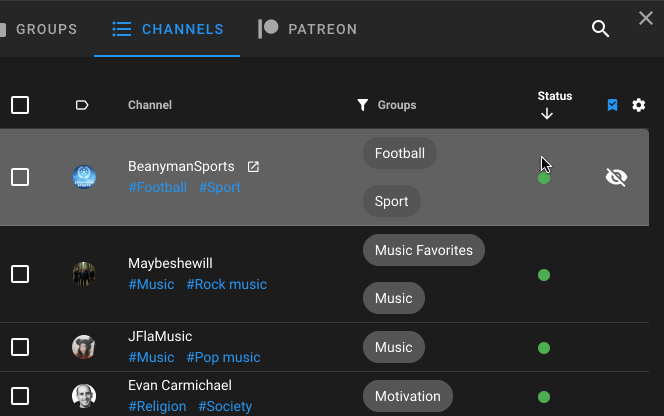 GROUPS CHANNELS PATREON
Channel Groups Status
BeanymanSports Football
#Football #Sport
Sport
Maybeshewill Music Favorites
#Music #Rock music
Music
JFlaMusic Music
#Music #Pop music
Evan Carmichael Motivation
#Religion #Society